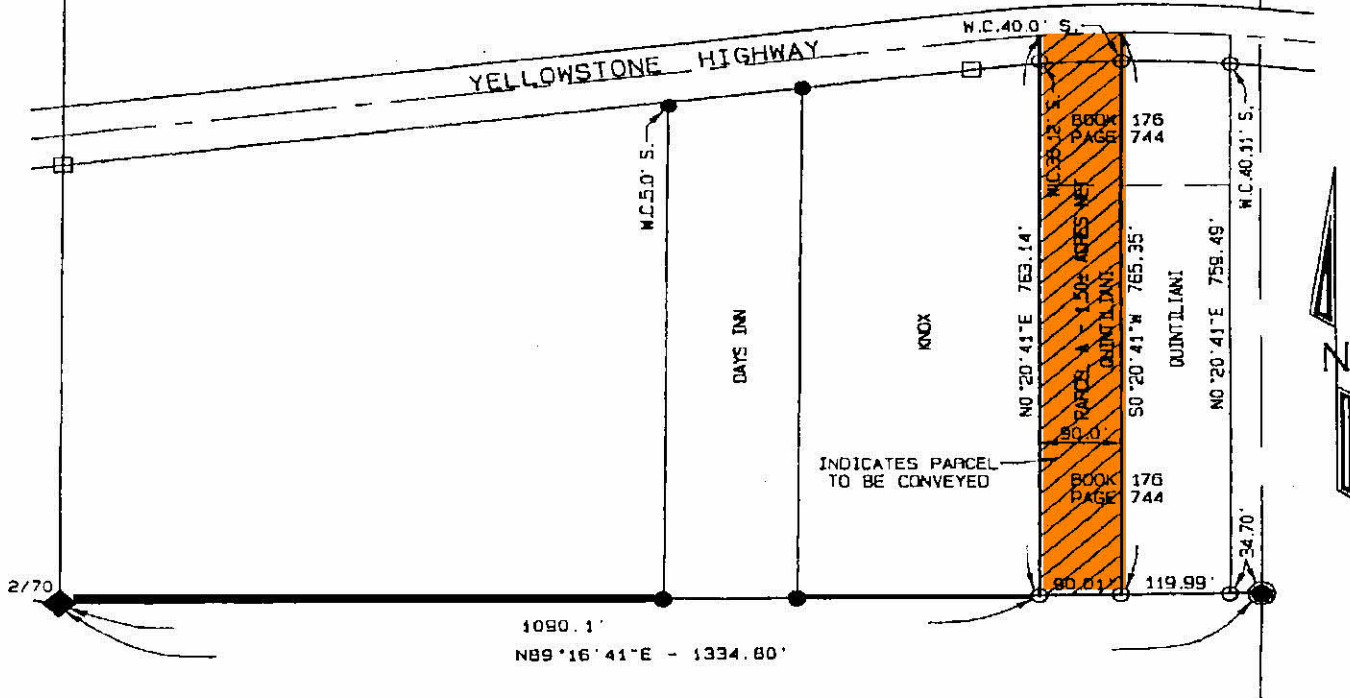 W.C.40.0' S.
YELLOWSTONE HIGHWAY
BOOK 176
PAGE 744
W.C.5.0' S.
W.C.40.11' S.
DAYS INN
KNOX
N0°20'41"E 763.14'
PARCEL A - 1.50± ACRES NET
QUINTILIANI
S0°20'41"W 765.35'
QUINTILIANI
N0°20'41"E 759.49'
N
90.0'
INDICATES PARCEL
TO BE CONVEYED
BOOK 176
PAGE 744
34.70'
2/70
90.01'
119.99'
1090.1'
N89°16'41"E - 1334.80'